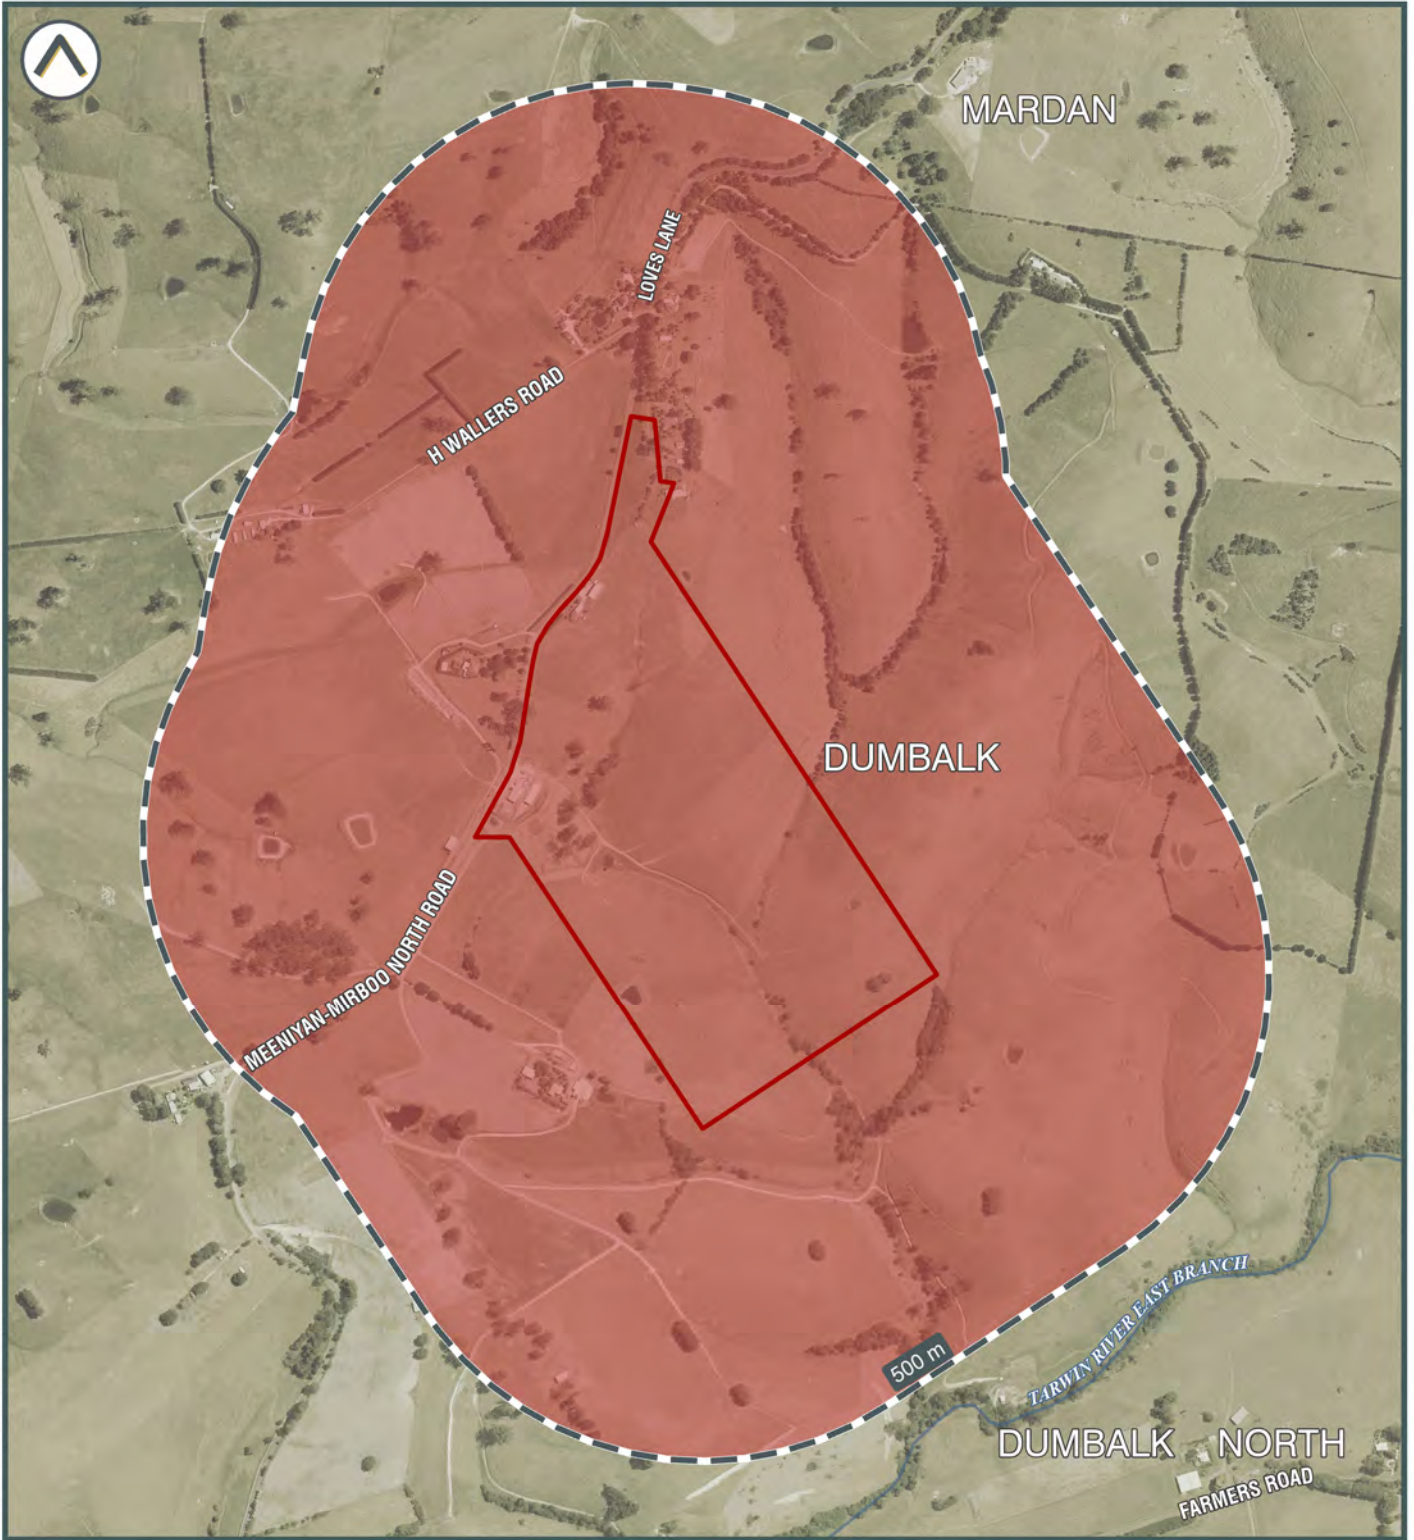 MARDAN
LOVES LANE
H WALLERS ROAD
DUMBALK
MEENIYAN-MIRBOO NORTH ROAD
TARWIN RIVER EAST BRANCH
500 m
DUMBALK NORTH
FARMERS ROAD